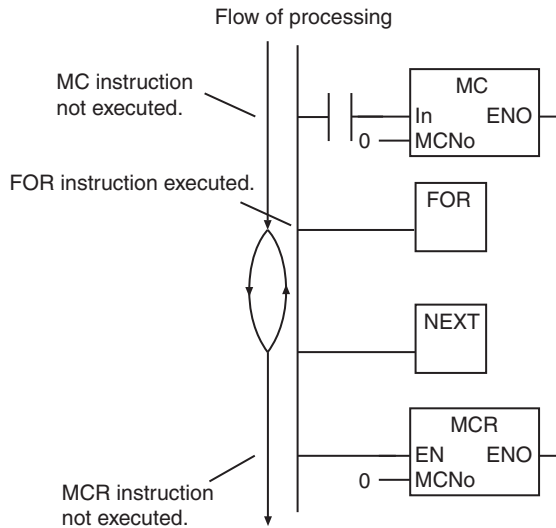 Flow of processing
MC instruction
not executed.
MC
In ENO
0 MCNo
FOR instruction executed.
FOR
NEXT
MCR
EN ENO
0 MCNo
MCR instruction
not executed.